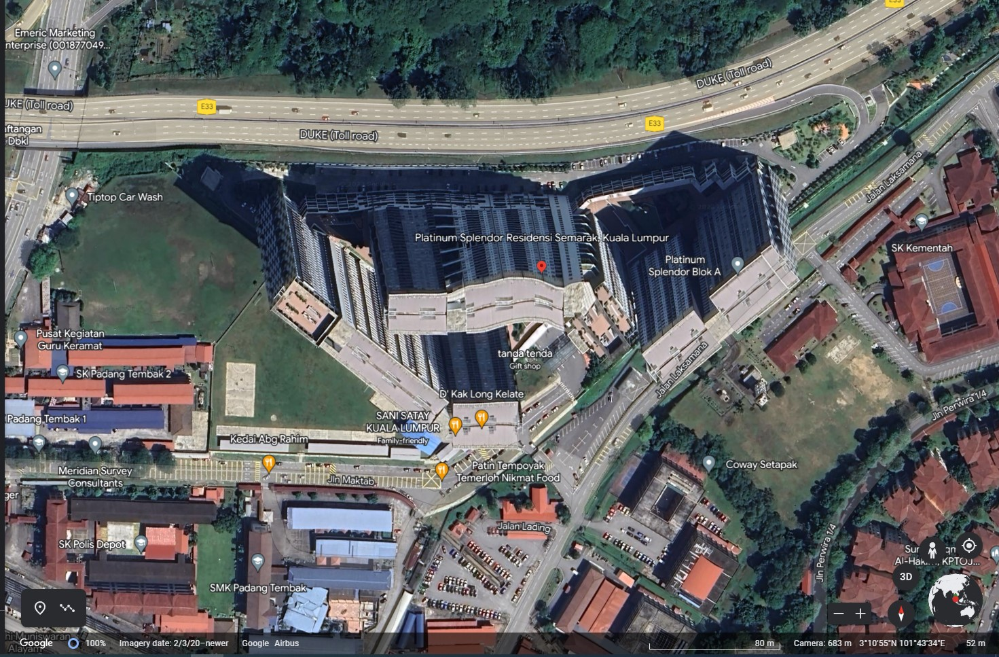 E33
Emeric Marketing
nterprise (001877049...
DUKE (Toll road)
UKE (Toll road)
E33
E33
DUKE (Toll road)
aftangan
Dbkl
Jalan Laksamana
Tiptop Car Wash
Platinum Splendor Residensi Semarak, Kuala Lumpur
SK Kementah
Platinum
Splendor Blok A
Pusat Kegiatan
Guru Keramat
tanda tenda
Gift shop
SK Padang Tembak 2
Jalan Laksamana
D' Kak Long Kelate
Jln Perwira 1/4
Padang Tembak 1
SANI SATAY
KUALA LUMPUR
Family-friendly
Kedai Abg Rahim
Meridian Survey
Consultants
Patin Tempoyak
Temerloh Nikmat Food
Coway Setapak
Jln Maktab
ger
Jalan Lading
SK Polis Depot
Jln Perwira 1/4
Al-Hakim, KPTOJ...
3D
SMK Padang Tembak
hi Muniswaran
Alayam
Google
100%
Imagery date: 2/3/20–newer
Google Airbus
80 m
Camera: 683 m 3°10'55"N 101°43'34"E
52 m